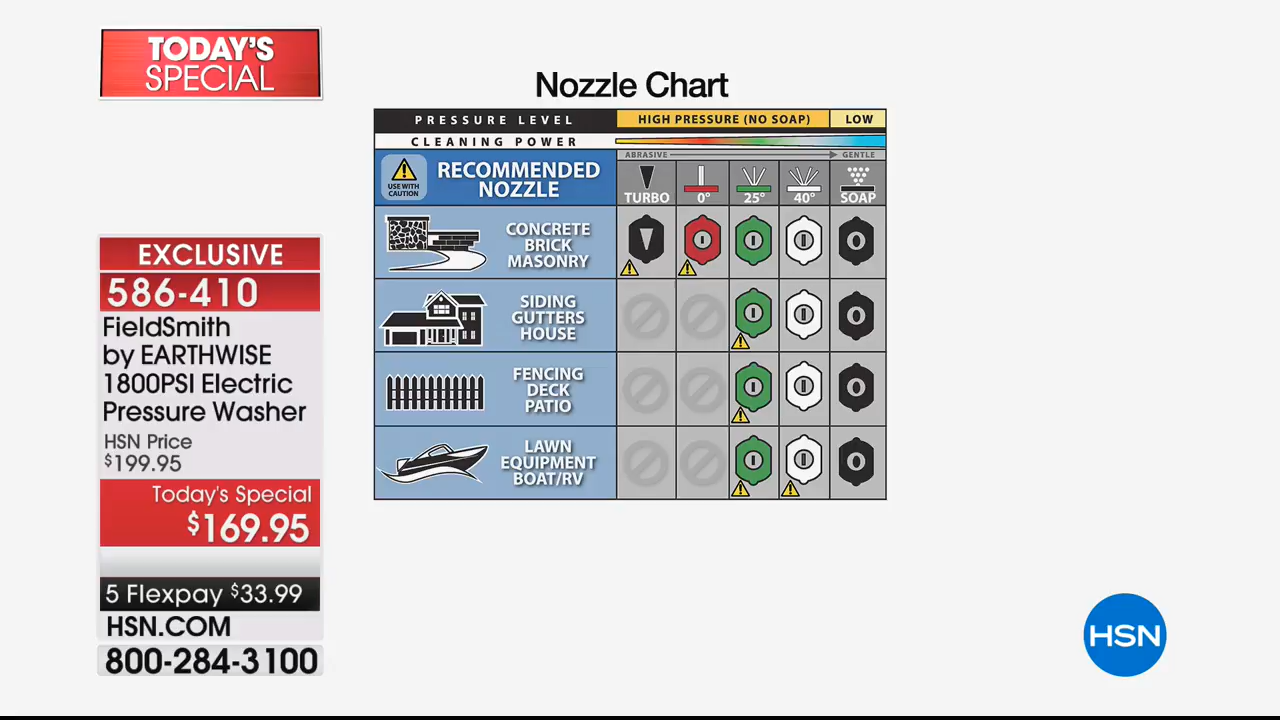 TODAY'S
SPECIAL
Nozzle Chart
PRESSURE LEVEL
HIGH PRESSURE (NO SOAP)
LOW
CLEANING POWER
ABRASIVE
GENTLE
USE WITH
CAUTION
RECOMMENDED
NOZZLE
TURBO
0°
25°
40°
SOAP
CONCRETE
BRICK
MASONRY
SIDING
GUTTERS
HOUSE
FENCING
DECK
PATIO
LAWN
EQUIPMENT
BOAT/RV
EXCLUSIVE
586-410
FieldSmith
by EARTHWISE
1800PSI Electric
Pressure Washer
HSN Price
$199.95
Today's Special
$169.95
5 Flexpay $33.99
HSN.COM
800-284-3100
HSN